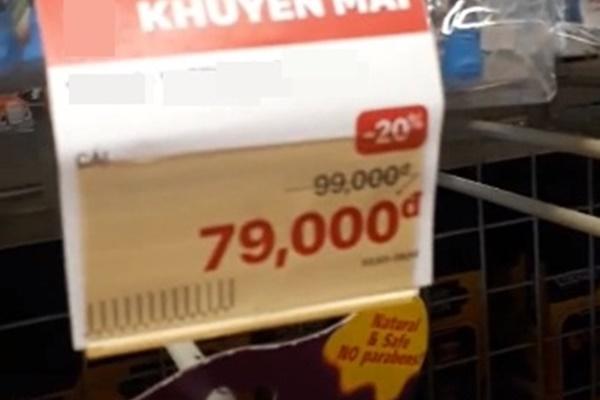 KHUYẾN MÃI
-20%
CÁI
99,000đ
79,000đ
Natural
& Safe
NO parabens!